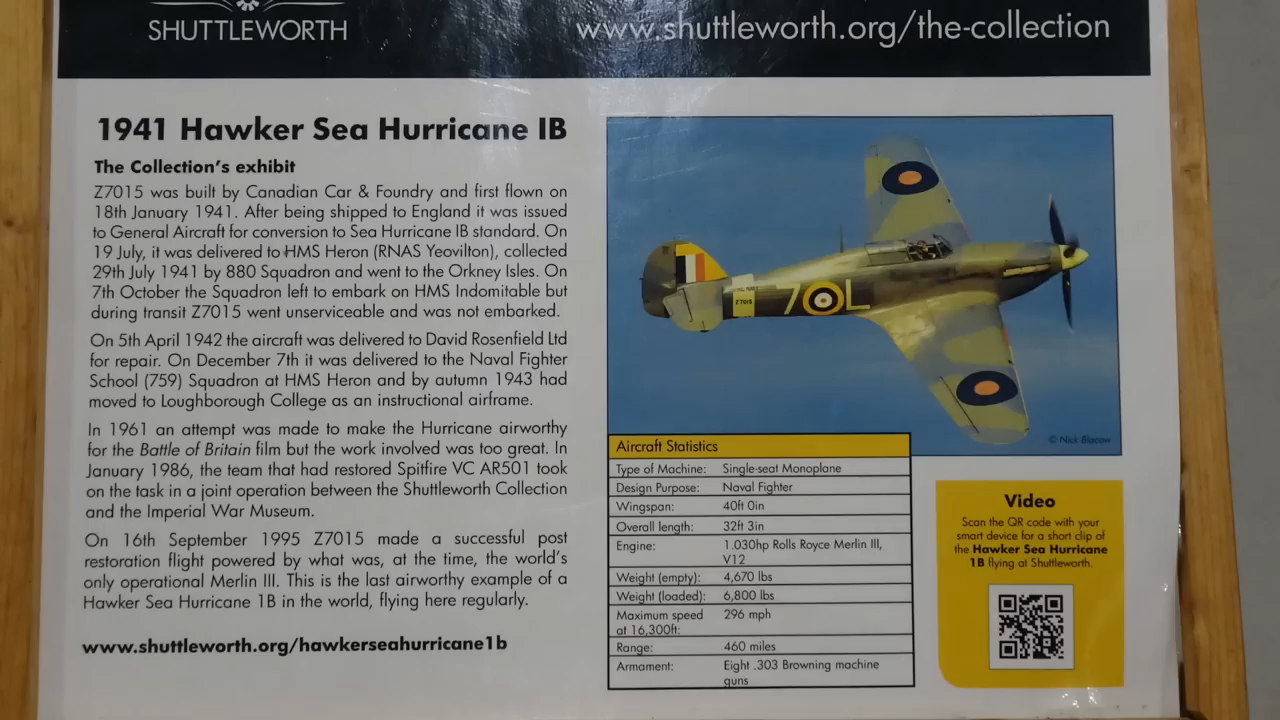 SHUTTLEWORTH
www.shuttleworth.org/the-collection
1941 Hawker Sea Hurricane IB
The Collection's exhibit
Z7015 was built by Canadian Car & Foundry and first flown on
18th January 1941. After being shipped to England it was issued
to General Aircraft for conversion to Sea Hurricane IB standard. On
19 July, it was delivered to HMS Heron (RNAS Yeovilton), collected
29th July 1941 by 880 Squadron and went to the Orkney Isles. On
7th October the Squadron left to embark on HMS Indomitable but
during transit Z7015 went unserviceable and was not embarked.
On 5th April 1942 the aircraft was delivered to David Rosenfield Ltd
for repair. On December 7th it was delivered to the Naval Fighter
School (759) Squadron at HMS Heron and by autumn 1943 had
moved to Loughborough College as an instructional airframe.
In 1961 an attempt was made to make the Hurricane airworthy
for the Battle of Britain film but the work involved was too great. In
January 1986, the team that had restored Spitfire VC AR501 took
on the task in a joint operation between the Shuttleworth Collection
and the Imperial War Museum.
On 16th September 1995 Z7015 made a successful post
restoration flight powered by what was, at the time, the world's
only operational Merlin III. This is the last airworthy example of a
Hawker Sea Hurricane 1B in the world, flying here regularly.
www.shuttleworth.org/hawkerseahurricane1b
Z7015
7 L
© Nick Blacow
Aircraft Statistics
Type of Machine: Single-seat Monoplane
Design Purpose: Naval Fighter
Wingspan: 40ft 0in
Overall length: 32ft 3in
Engine: 1.030hp Rolls Royce Merlin III,
V12
Weight (empty): 4,670 lbs
Weight (loaded): 6,800 lbs
Maximum speed 296 mph
at 16,300ft:
Range: 460 miles
Armament: Eight .303 Browning machine
guns
Video
Scan the QR code with your
smart device for a short clip of
the Hawker Sea Hurricane
1B flying at Shuttleworth.